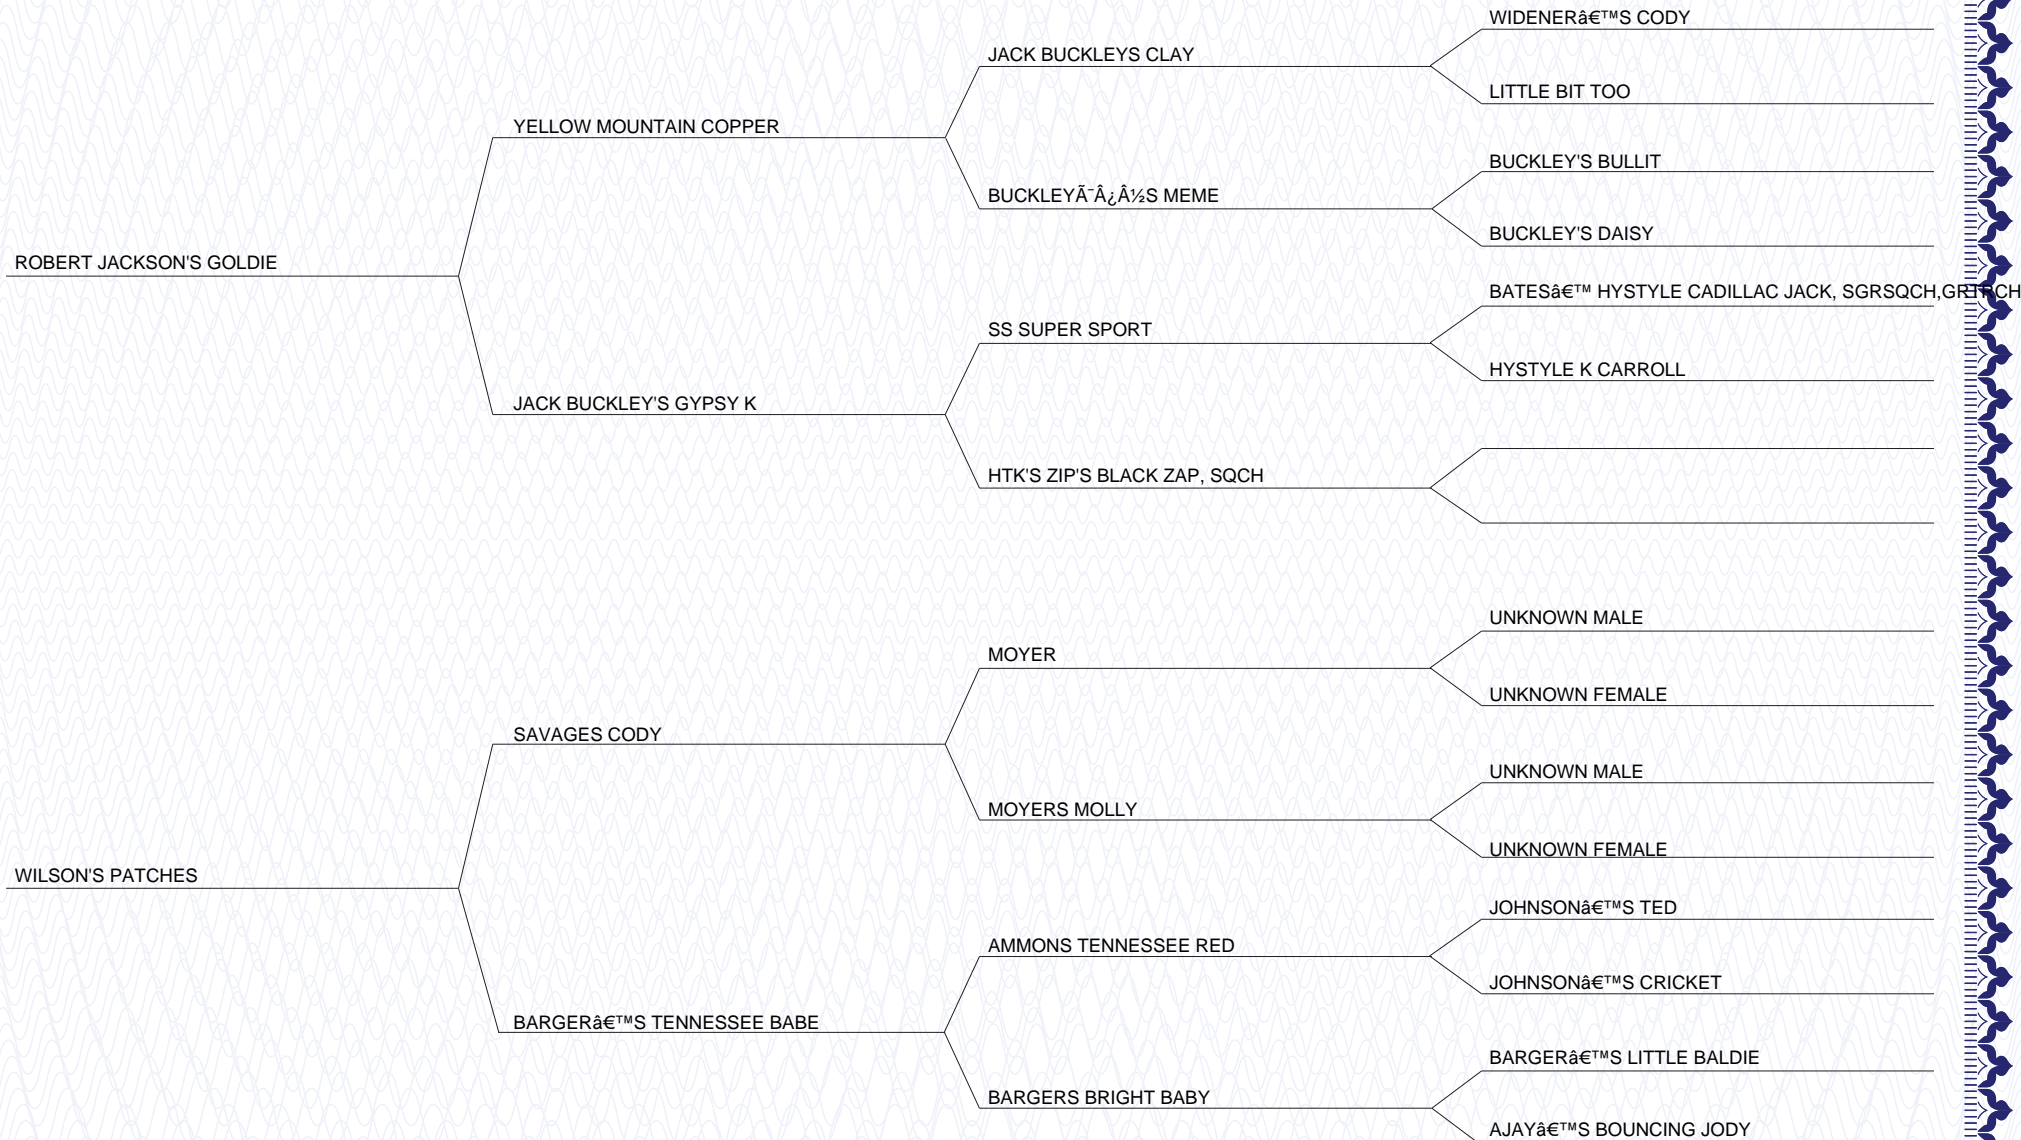 WIDENERâ€™S CODY
JACK BUCKLEYS CLAY
LITTLE BIT TOO
YELLOW MOUNTAIN COPPER
BUCKLEY'S BULLIT
BUCKLEYÃ¨Â¿Â½S MEME
BUCKLEY'S DAISY
ROBERT JACKSON'S GOLDIE
BATESâ€™ HYSTYLE CADILLAC JACK, SGRSQCH,GRTRCH
SS SUPER SPORT
HYSTYLE K CARROLL
JACK BUCKLEY'S GYPSY K
HTK'S ZIP'S BLACK ZAP, SQCH
UNKNOWN MALE
MOYER
UNKNOWN FEMALE
SAVAGES CODY
UNKNOWN MALE
MOYERS MOLLY
UNKNOWN FEMALE
WILSON'S PATCHES
JOHNSONâ€™S TED
AMMONS TENNESSEE RED
JOHNSONâ€™S CRICKET
BARGERâ€™S TENNESSEE BABE
BARGERâ€™S LITTLE BALDIE
BARGERS BRIGHT BABY
AJAYâ€™S BOUNCING JODY